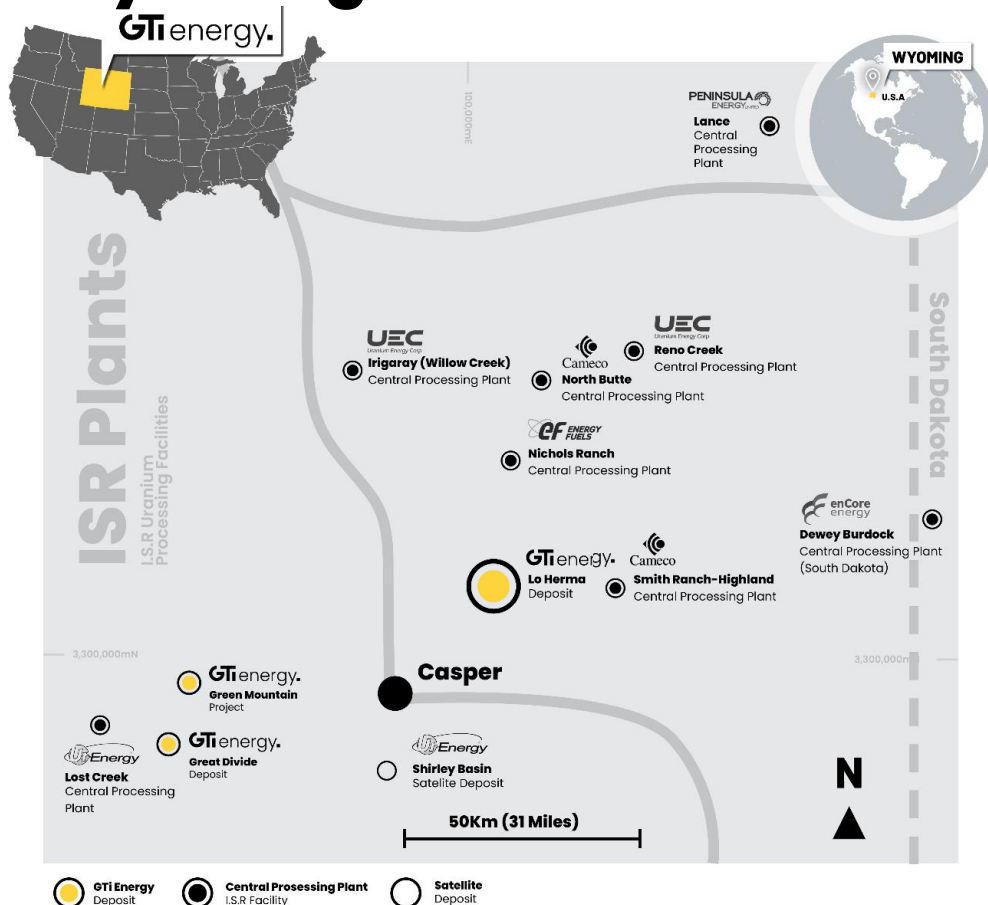 GTi energy.
WYOMING
U.S.A
100,000mE
PENINSULA
ENERGY
Lance
Central
Processing
Plant
ISR Plants
I.S.R Uranium
Processing Facilities
South Dakota
UEC
Uranium Energy Corp
Irigaray (Willow Creek)
Central Processing Plant
Cameco
North Butte
Central Processing Plant
UEC
Uranium Energy Corp
Reno Creek
Central Processing Plant
eF ENERGY
FUELS
Nichols Ranch
Central Processing Plant
enCore
energy
Dewey Burdock
Central Processing Plant
(South Dakota)
GTi energy.
Lo Herma
Deposit
Cameco
Smith Ranch-Highland
Central Processing Plant
3,300,000mN
3,300,000m
Casper
GTi energy.
Green Mountain
Project
GTi energy.
Great Divide
Deposit
Ur-Energy
Lost Creek
Central Processing
Plant
Ur-Energy
Shirley Basin
Satelite Deposit
50Km (31 Miles)
N
GTi Energy
Deposit
Central Prosessing Plant
I.S.R Facility
Satellite
Deposit